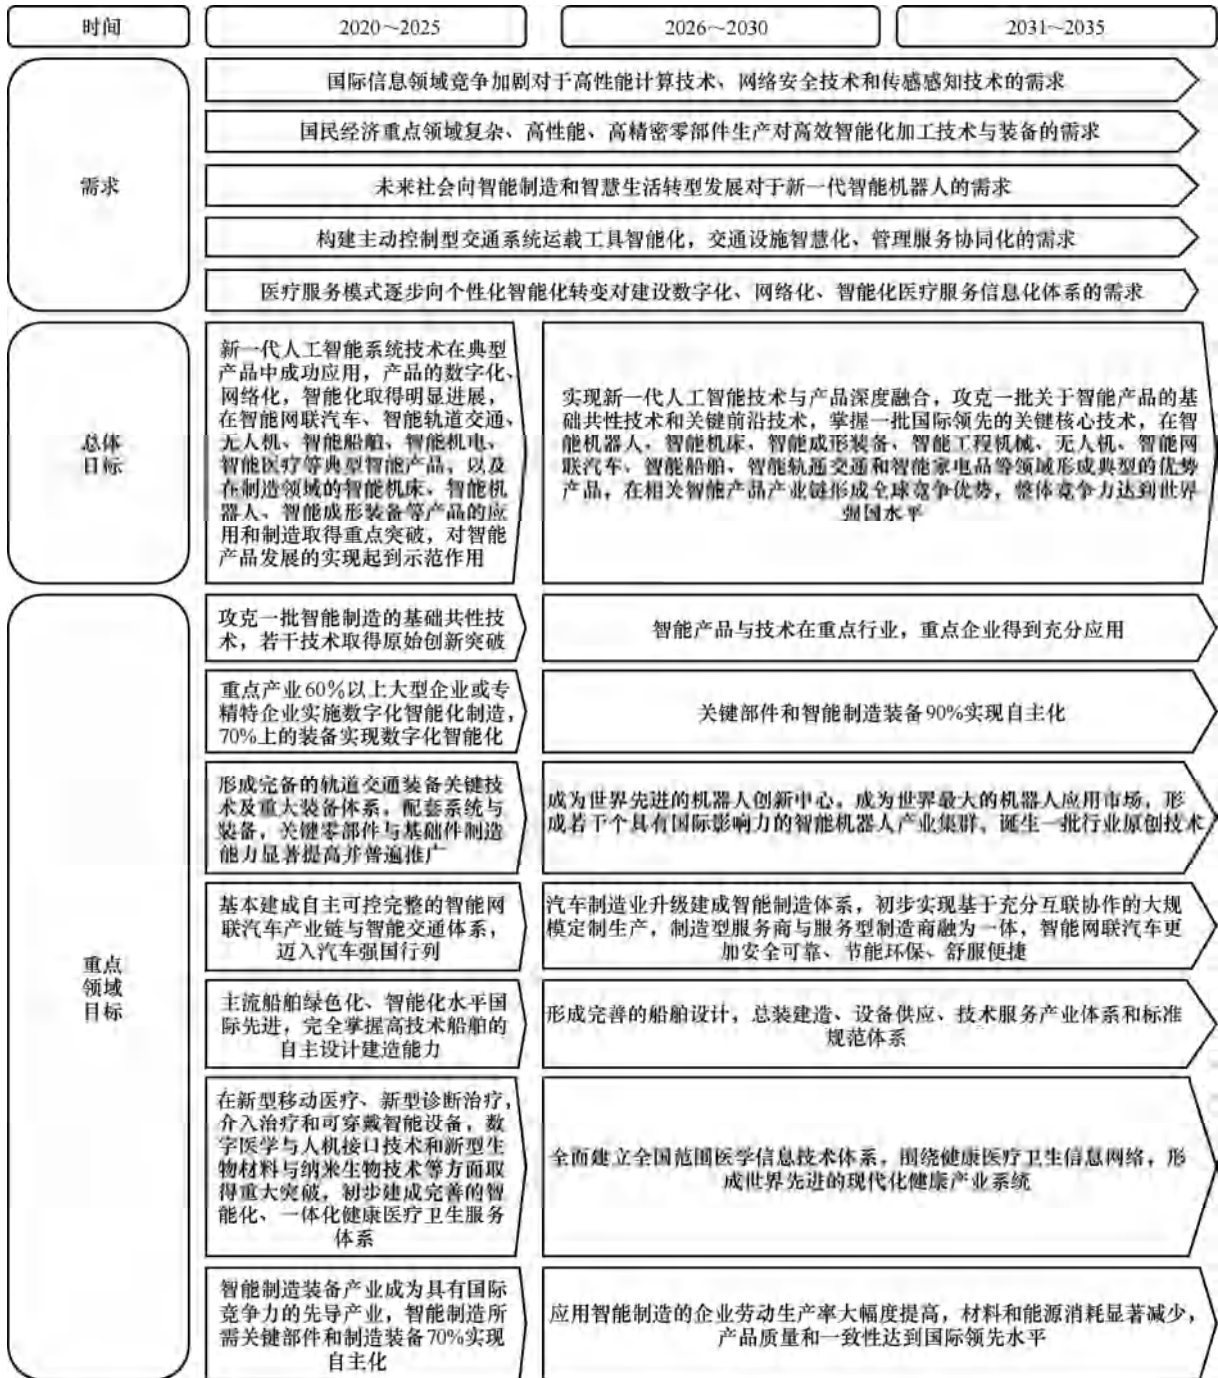 时间
2020～2025
2026～2030
2031～2035
需求
国际信息领域竞争加剧对于高性能计算技术、网络安全技术和传感感知技术的需求
国民经济重点领域复杂、高性能、高精密零部件生产对高效智能化加工技术与装备的需求
未来社会向智能制造和智慧生活转型发展对于新一代智能机器人的需求
构建主动控制型交通系统运载工具智能化，交通设施智慧化、管理服务协同化的需求
医疗服务模式逐步向个性化智能化转变对建设数字化、网络化、智能化医疗服务信息化体系的需求
总体
目标
新一代人工智能系统技术在典型
产品中成功应用，产品的数字化、
网络化，智能化取得明显进展，
在智能网联汽车、智能轨道交通、
无人机、智能船舶、智能机电、
智能医疗等典型智能产品，以及
在制造领域的智能机床、智能机
器人、智能成形装备等产品的应
用和制造取得重点突破，对智能
产品发展的实现起到示范作用
实现新一代人工智能技术与产品深度融合，攻克一批关于智能产品的基
础共性技术和关键前沿技术，掌握一批国际领先的关键核心技术，在智
能机器人、智能机床、智能成形装备、智能工程机械、无人机、智能网
联汽车、智能船舶、智能轨道交通和智能家电品等领域形成典型的优势
产品，在相关智能产品产业链形成全球竞争优势，整体竞争力达到世界
强国水平
重点
领域
目标
攻克一批智能制造的基础共性技
术，若干技术取得原始创新突破
智能产品与技术在重点行业，重点企业得到充分应用
重点产业60%以上大型企业或专
精特企业实施数字化智能化制造，
70%上的装备实现数字化智能化
关键部件和智能制造装备90%实现自主化
形成完备的轨道交通装备关键技
术及重大装备体系，配套系统与
装备，关键零部件与基础件制造
能力显著提高并普遍推广
成为世界先进的机器人创新中心，成为世界最大的机器人应用市场，形
成若干个具有国际影响力的智能机器人产业集群，诞生一批行业原创技术
基本建成自主可控完整的智能网
联汽车产业链与智能交通体系，
迈入汽车强国行列
汽车制造业升级建成智能制造体系，初步实现基于充分互联协作的大规
模定制生产，制造型服务商与服务型制造商融为一体，智能网联汽车更
加安全可靠、节能环保、舒服便捷
主流船舶绿色化、智能化水平国
际先进，完全掌握高技术船舶的
自主设计建造能力
形成完善的船舶设计，总装建造、设备供应、技术服务产业体系和标准
规范体系
在新型移动医疗、新型诊断治疗，
介入治疗和可穿戴智能设备，数
字医学与人机接口技术和新型生
物材料与纳米生物技术等方面取
得重大突破，初步建成完善的智
能化、一体化健康医疗卫生服务
体系
全面建立全国范围医学信息技术体系，围绕健康医疗卫生信息网络，形
成世界先进的现代化健康产业系统
智能制造装备产业成为具有国际
竞争力的先导产业，智能制造所
需关键部件和制造装备70%实现
自主化
应用智能制造的企业劳动生产率大幅度提高，材料和能源消耗显著减少，
产品质量和一致性达到国际领先水平